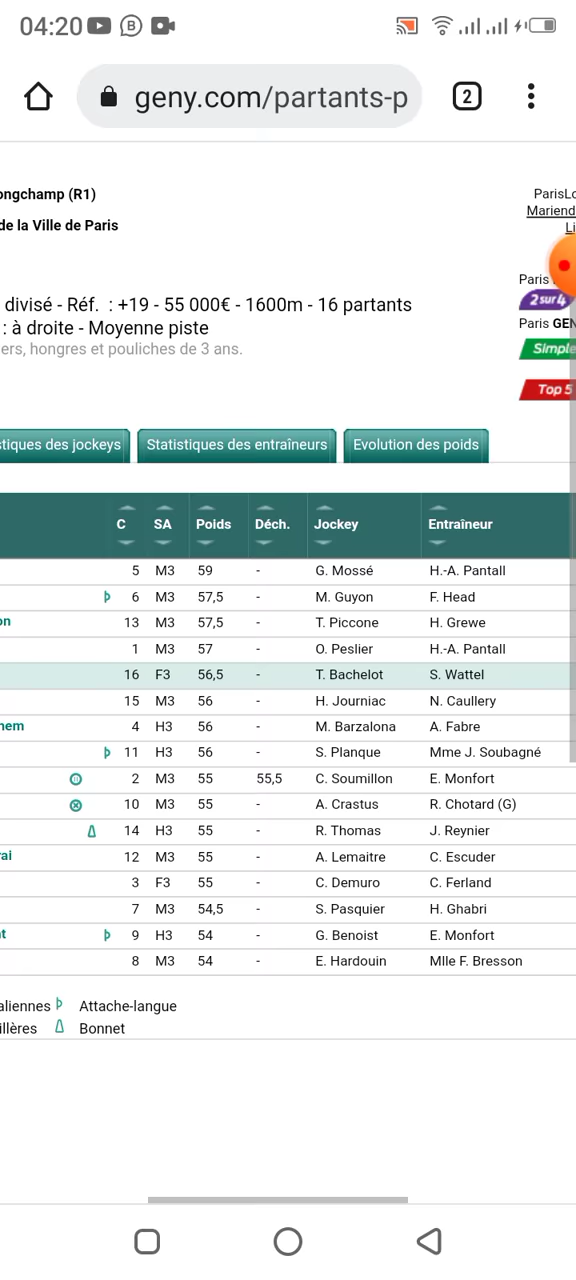 04:20
geny.com/partants-p
2
ongchamp (R1)
ParisLo
Mariend
de la Ville de Paris
Li
Paris
divisé - Réf. : +19 - 55 000€ - 1600m - 16 partants
2sur4
: à droite - Moyenne piste
Paris GEN
ers, hongres et pouliches de 3 ans.
Simple
Top 5
stiques des jockeys
Statistiques des entraîneurs
Evolution des poids
C SA Poids Déch. Jockey Entraîneur
5 M3 59 - G. Mossé H.-A. Pantall
6 M3 57,5 - M. Guyon F. Head
on 13 M3 57,5 - T. Piccone H. Grewe
1 M3 57 - O. Peslier H.-A. Pantall
16 F3 56,5 - T. Bachelot S. Wattel
15 M3 56 - H. Journiac N. Caullery
hem 4 H3 56 - M. Barzalona A. Fabre
11 H3 56 - S. Planque Mme J. Soubagné
2 M3 55 55,5 C. Soumillon E. Monfort
10 M3 55 - A. Crastus R. Chotard (G)
14 H3 55 - R. Thomas J. Reynier
rai 12 M3 55 - A. Lemaitre C. Escuder
3 F3 55 - C. Demuro C. Ferland
7 M3 54,5 - S. Pasquier H. Ghabri
t 9 H3 54 - G. Benoist E. Monfort
8 M3 54 - E. Hardouin Mlle F. Bresson
aliennes Attache-langue
illères Bonnet